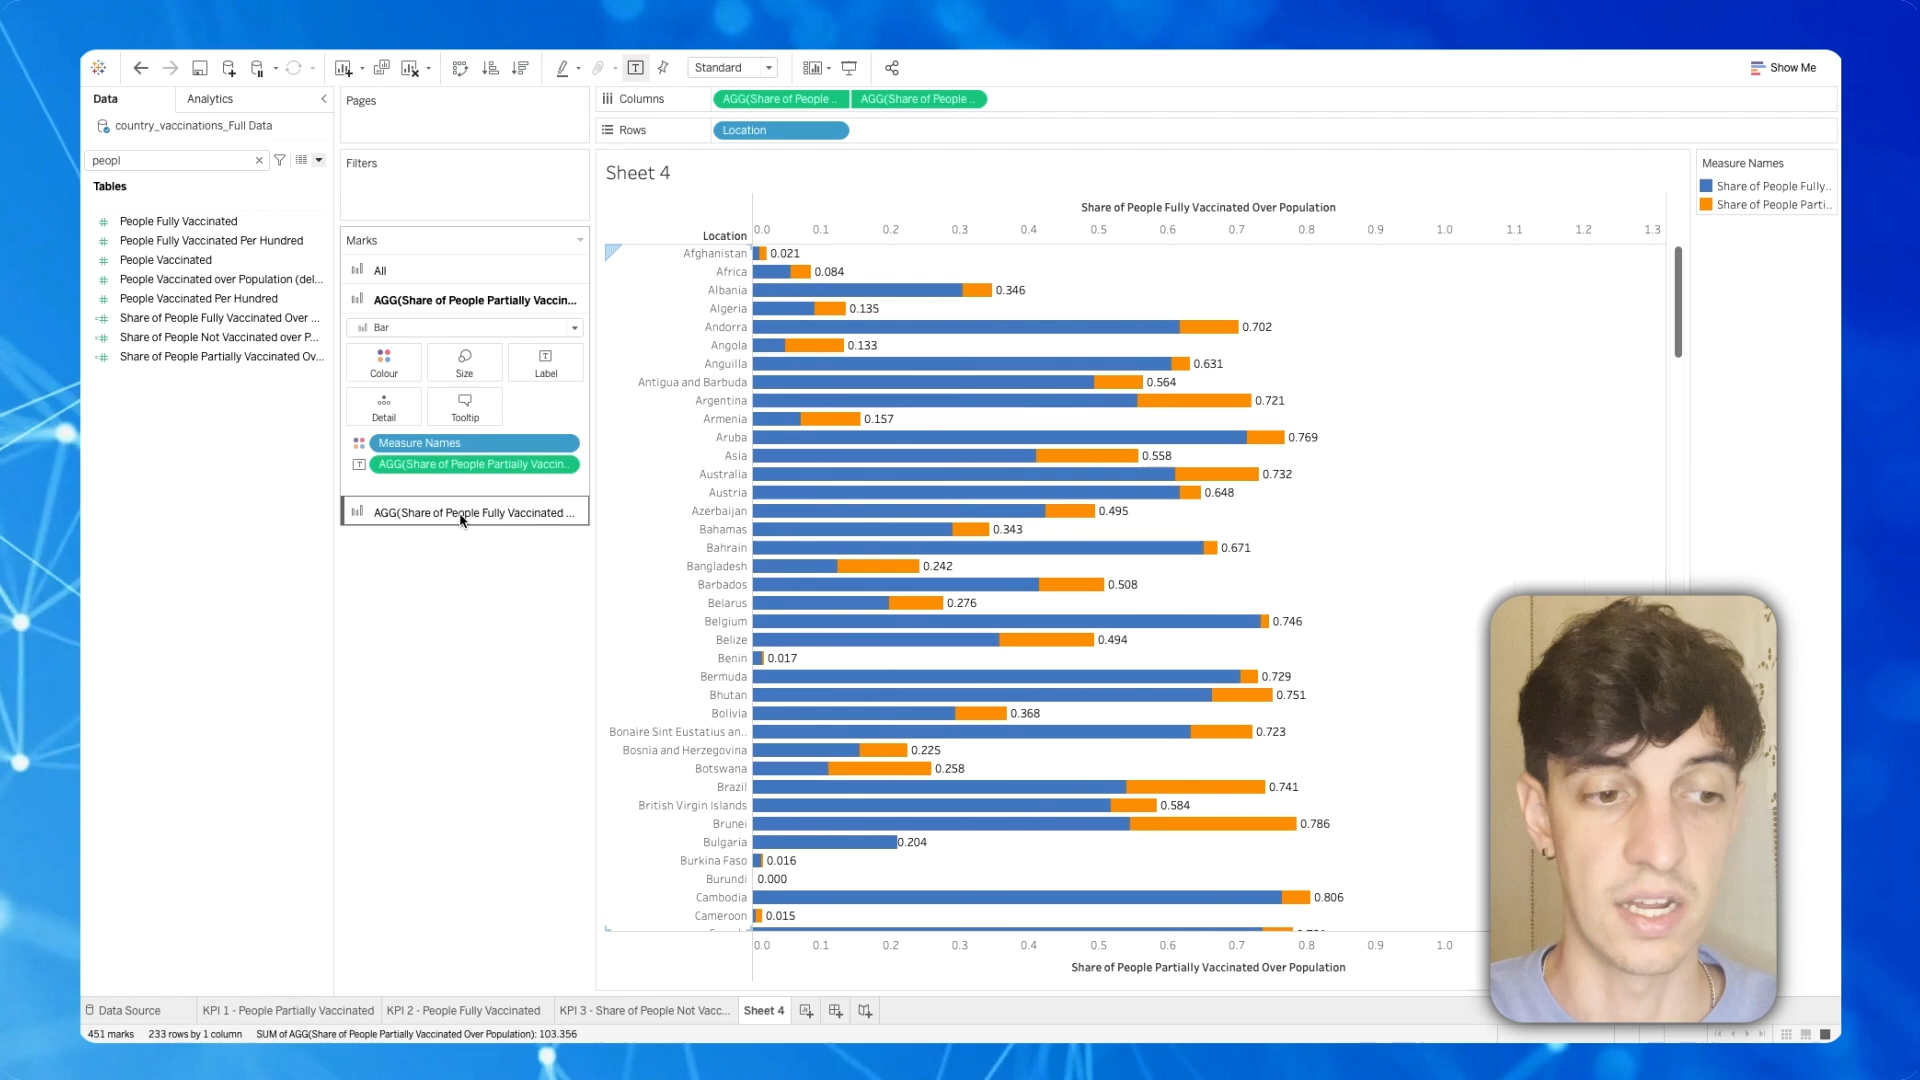 Standard
Show Me
Data
Analytics
country_vaccinations_Full Data
peopl
Tables
People Fully Vaccinated
People Fully Vaccinated Per Hundred
People Vaccinated
People Vaccinated over Population (del...
People Vaccinated Per Hundred
Share of People Fully Vaccinated Over ...
Share of People Not Vaccinated over P...
Share of People Partially Vaccinated Ov...
Pages
Filters
Marks
All
AGG(Share of People Partially Vaccin...
Bar
Colour
Size
Label
Detail
Tooltip
Measure Names
AGG(Share of People Partially Vaccin..
AGG(Share of People Fully Vaccinated ...
Columns
AGG(Share of People ..
AGG(Share of People ..
Rows
Location
Sheet 4
Share of People Fully Vaccinated Over Population
Location
0.0 0.1 0.2 0.3 0.4 0.5 0.6 0.7 0.8 0.9 1.0 1.1 1.2 1.3
Afghanistan 0.021
Africa 0.084
Albania 0.346
Algeria 0.135
Andorra 0.702
Angola 0.133
Anguilla 0.631
Antigua and Barbuda 0.564
Argentina 0.721
Armenia 0.157
Aruba 0.769
Asia 0.558
Australia 0.732
Austria 0.648
Azerbaijan 0.495
Bahamas 0.343
Bahrain 0.671
Bangladesh 0.242
Barbados 0.508
Belarus 0.276
Belgium 0.746
Belize 0.494
Benin 0.017
Bermuda 0.729
Bhutan 0.751
Bolivia 0.368
Bonaire Sint Eustatius an.. 0.723
Bosnia and Herzegovina 0.225
Botswana 0.258
Brazil 0.741
British Virgin Islands 0.584
Brunei 0.786
Bulgaria 0.204
Burkina Faso 0.016
Burundi 0.000
Cambodia 0.806
Cameroon 0.015
0.0 0.1 0.2 0.3 0.4 0.5 0.6 0.7 0.8 0.9 1.0
Share of People Partially Vaccinated Over Population
Measure Names
Share of People Fully..
Share of People Parti..
Data Source
KPI 1 - People Partially Vaccinated
KPI 2 - People Fully Vaccinated
KPI 3 - Share of People Not Vacc...
Sheet 4
451 marks
233 rows by 1 column
SUM of AGG(Share of People Partially Vaccinated Over Population): 103.356